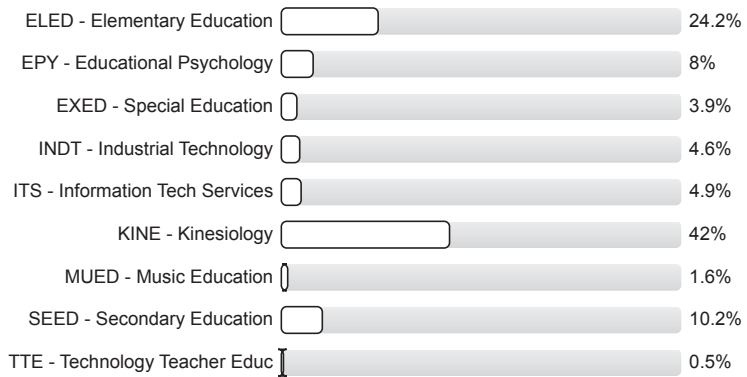 ELED - Elementary Education 24.2%
EPY - Educational Psychology 8%
EXED - Special Education 3.9%
INDT - Industrial Technology 4.6%
ITS - Information Tech Services 4.9%
KINE - Kinesiology 42%
MUED - Music Education 1.6%
SEED - Secondary Education 10.2%
TTE - Technology Teacher Educ 0.5%